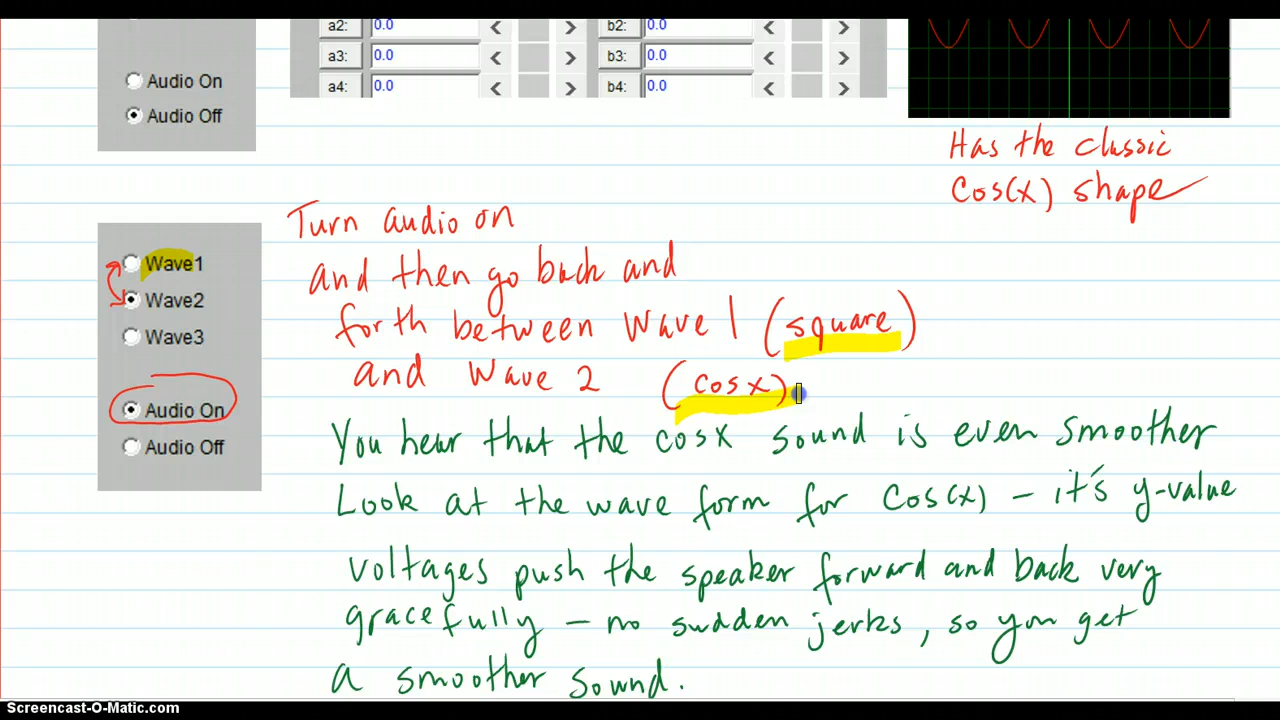 a2: 0.0 b2: 0.0
a3: 0.0 b3: 0.0
a4: 0.0 b4: 0.0
Audio On
Audio Off
Has the classic
Cos(x) shape
Wave1
Wave2
Wave3
Audio On
Audio Off
Turn audio on
and then go back and
forth between Wave 1 (square)
and Wave 2 (cosx)
You hear that the cosx sound is even smoother
Look at the wave form for cos(x) – it's y-value
voltages push the speaker forward and back very
gracefully – no sudden jerks, so you get
a smoother sound.
Screencast-O-Matic.com